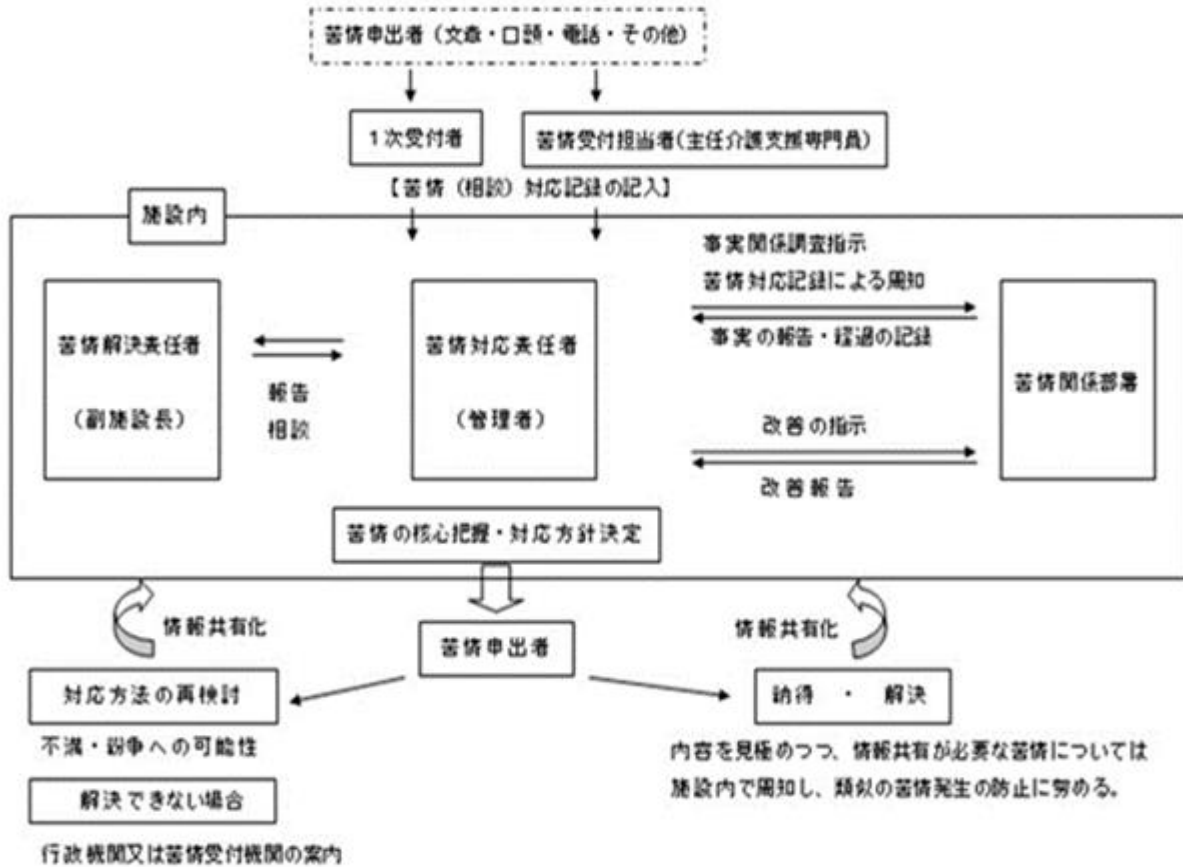 苦情申出者（文章・口頭・電話・その他）
1次受付者
苦情受付担当者(主任介護支援専門員)
【苦情（相談）対応記録の記入】
施設内
事実関係調査指示
苦情対応記録による周知
事実の報告・経過の記録
苦情解決責任者
（副施設長）
報告
相談
苦情対応責任者
（管理者）
苦情関係部署
改善の指示
改善報告
苦情の核心把握・対応方針決定
情報共有化
苦情申出者
情報共有化
対応方法の再検討
不満・紛争への可能性
解決できない場合
行政機関又は苦情受付機関の案内
納得 ・ 解決
内容を見極めつつ、情報共有が必要な苦情については
施設内で周知し、類似の苦情発生の防止に努める。